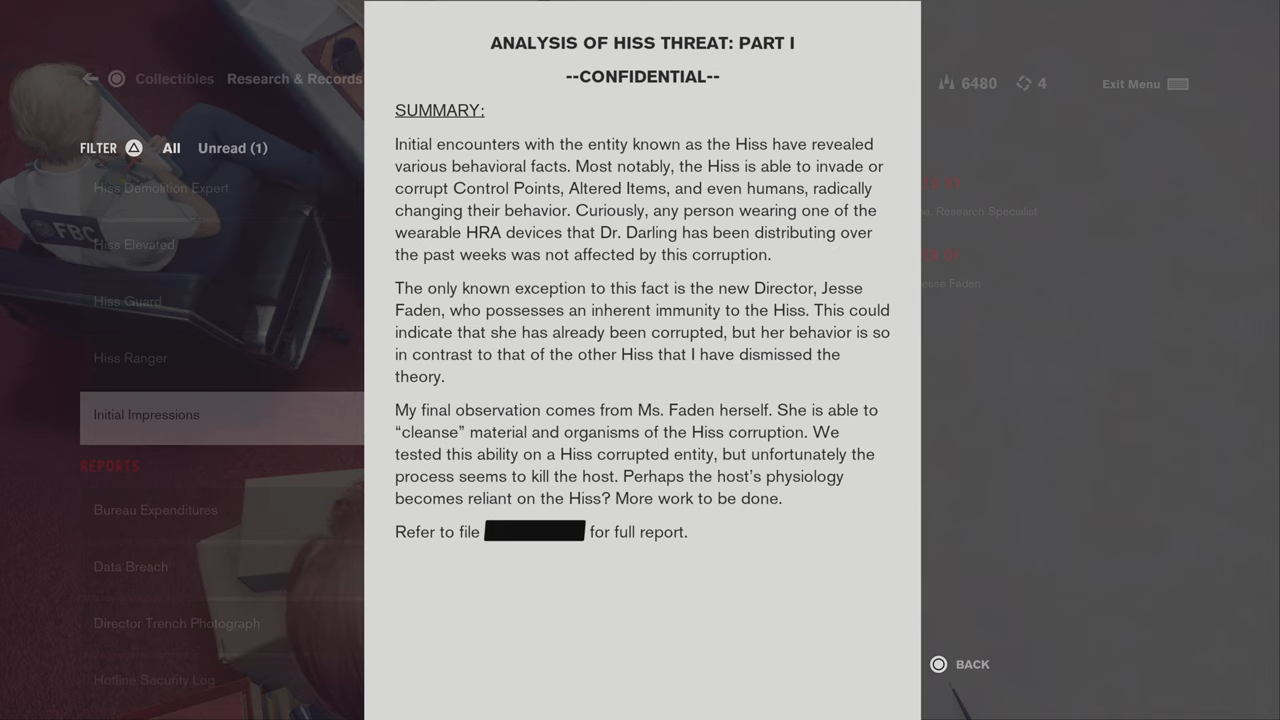 ANALYSIS OF HISS THREAT: PART I
--CONFIDENTIAL--
SUMMARY:
Initial encounters with the entity known as the Hiss have revealed
various behavioral facts. Most notably, the Hiss is able to invade or
corrupt Control Points, Altered Items, and even humans, radically
changing their behavior. Curiously, any person wearing one of the
wearable HRA devices that Dr. Darling has been distributing over
the past weeks was not affected by this corruption.
The only known exception to this fact is the new Director, Jesse
Faden, who possesses an inherent immunity to the Hiss. This could
indicate that she has already been corrupted, but her behavior is so
in contrast to that of the other Hiss that I have dismissed the
theory.
My final observation comes from Ms. Faden herself. She is able to
“cleanse” material and organisms of the Hiss corruption. We
tested this ability on a Hiss corrupted entity, but unfortunately the
process seems to kill the host. Perhaps the host’s physiology
becomes reliant on the Hiss? More work to be done.
Refer to file for full report.
Collectibles Research & Records
FILTER All Unread (1)
Hiss Demolition Expert
Hiss Elevated
Hiss Guard
Hiss Ranger
Initial Impressions
REPORTS
Bureau Expenditures
Data Breach
Director Trench Photograph
Hotline Security Log
FBC
6480 4
Exit Menu
Research Specialist
Faden
BACK